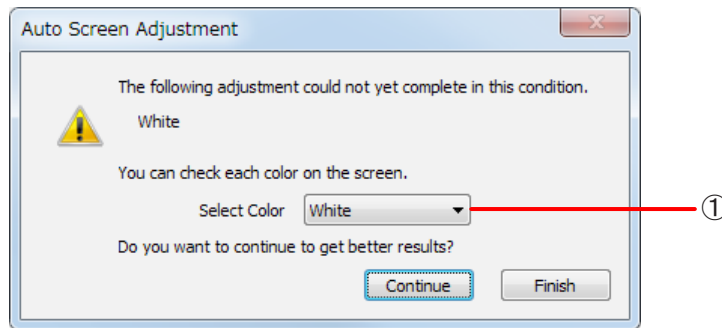 Auto Screen Adjustment
The following adjustment could not yet complete in this condition.
White
You can check each color on the screen.
Select Color White
①
Do you want to continue to get better results?
Continue Finish